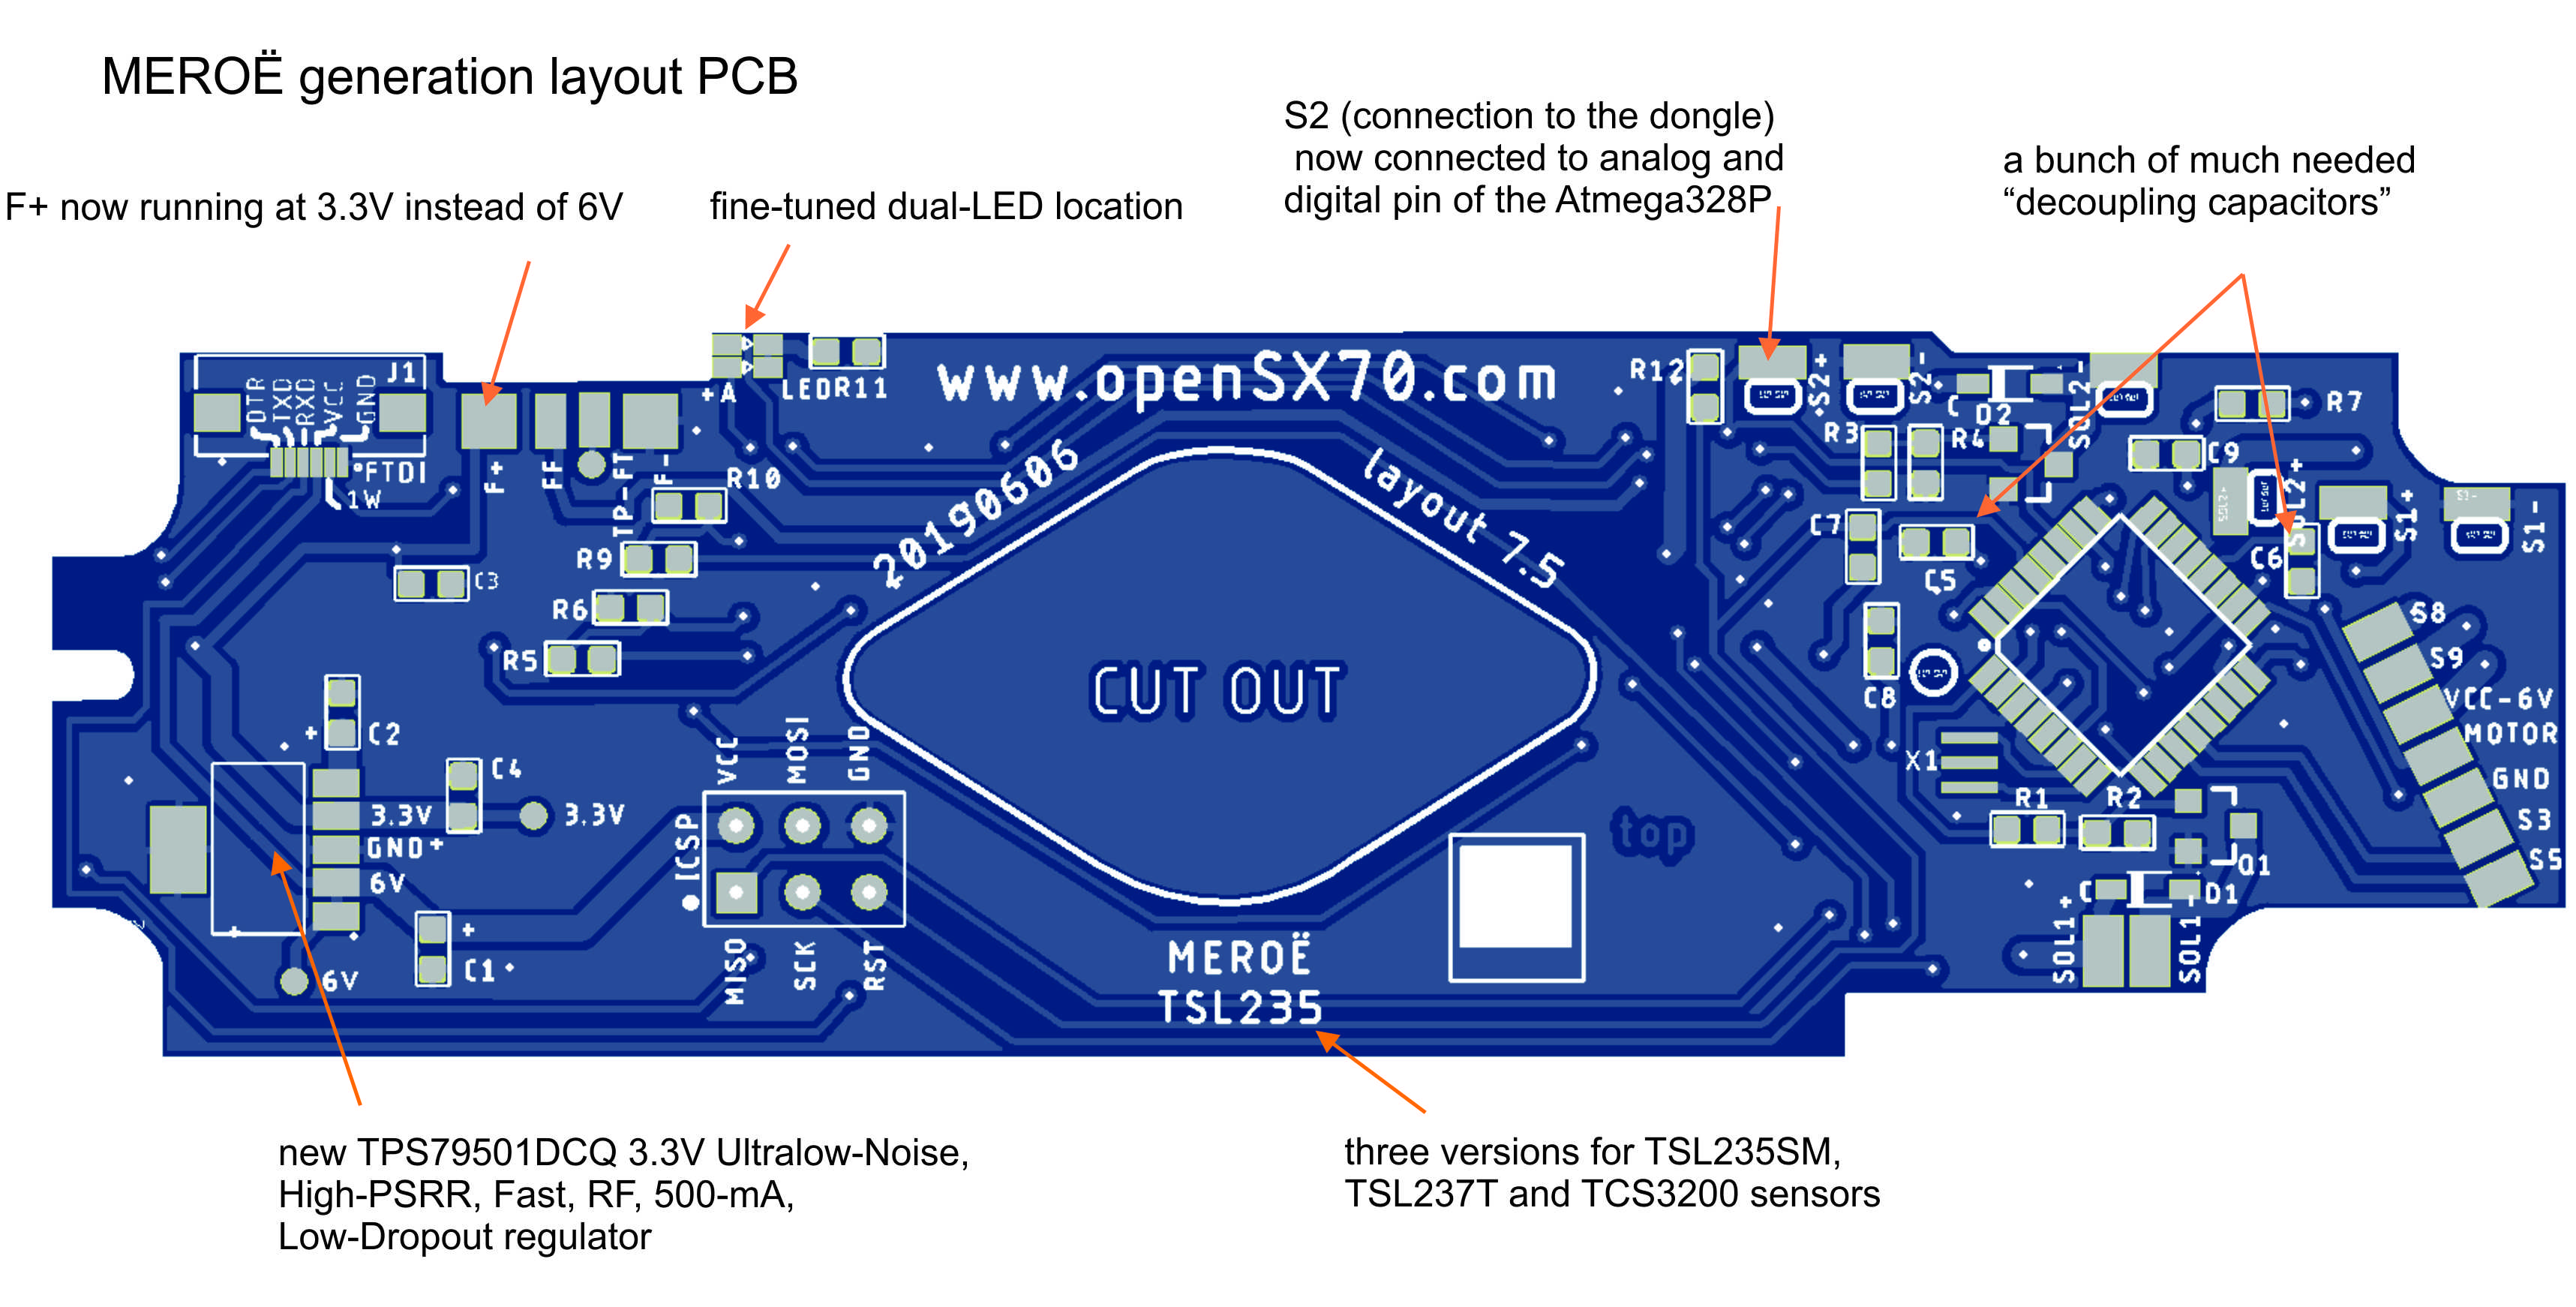 MEROË generation layout PCB
S2 (connection to the dongle)
now connected to analog and
digital pin of the Atmega328P
a bunch of much needed
“decoupling capacitors”
F+ now running at 3.3V instead of 6V
fine-tuned dual-LED location
J1
DTR
TXD
RXD
VCC
GND
FTDI
1W
F+
FF
TP-FT
F-
+A
LED
R11
www.openSX70.com
20190606
layout 7.5
R12
S2+
S2-
C
D2
SOL2-
R7
R3
R4
C9
SOL2+
S1+
S1-
R10
R9
C3
R6
R5
C7
C5
C6
C8
CUT OUT
S8
S9
VCC-6V
MOTOR
GND
S3
S5
+
C2
C4
3.3V
3.3V
GND+
6V
+
C1
6V
+
VCC
MOSI
GND
ICSP
MISO
SCK
RST
top
X1
R1
R2
Q1
C
D1
SOL1+
SOL1-
MEROË
TSL235
new TPS79501DCQ 3.3V Ultralow-Noise,
High-PSRR, Fast, RF, 500-mA,
Low-Dropout regulator
three versions for TSL235SM,
TSL237T and TCS3200 sensors